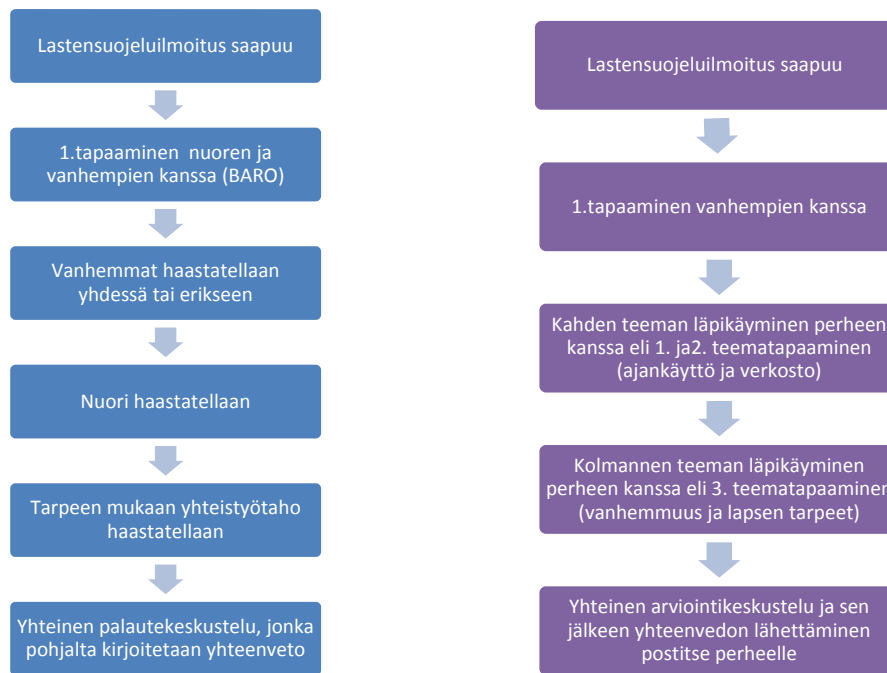 Lastensuojeluilmoitus saapuu
1.tapaaminen nuoren ja
vanhempien kanssa (BARO)
Vanhemmat haastatellaan
yhdessä tai erikseen
Nuori haastatellaan
Tarpeen mukaan yhteistyötaho
haastatellaan
Yhteinen palautekeskustelu, jonka
pohjalta kirjoitetaan yhteenveto
Lastensuojeluilmoitus saapuu
1.tapaaminen vanhempien kanssa
Kahden teeman läpikäyminen perheen
kanssa eli 1. ja2. teematapaaminen
(ajankäyttö ja verkosto)
Kolmannen teeman läpikäyminen
perheen kanssa eli 3. teematapaaminen
(vanhemmuus ja lapsen tarpeet)
Yhteinen arviointikeskustelu ja sen
jälkeen yhteenvedon lähettäminen
postitse perheelle